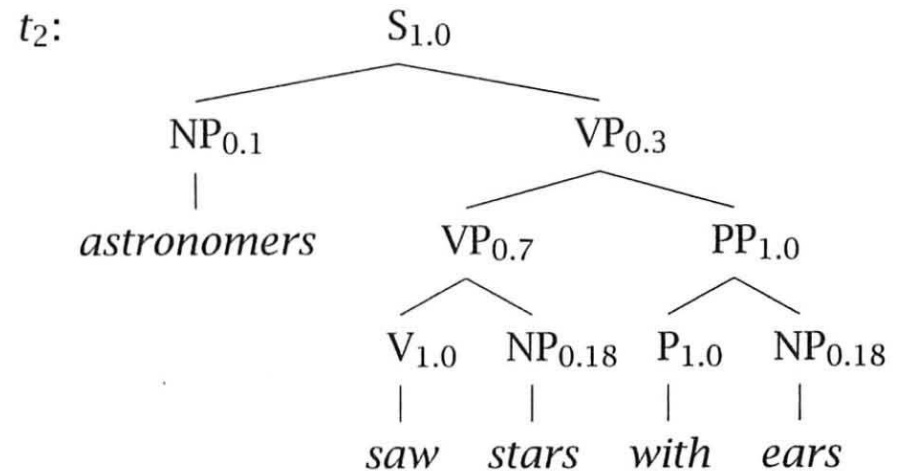 t₂: S₁.₀
NP₀.₁ VP₀.₃
astronomers VP₀.₇ PP₁.₀
V₁.₀ NP₀.₁₈ P₁.₀ NP₀.₁₈
saw stars with ears